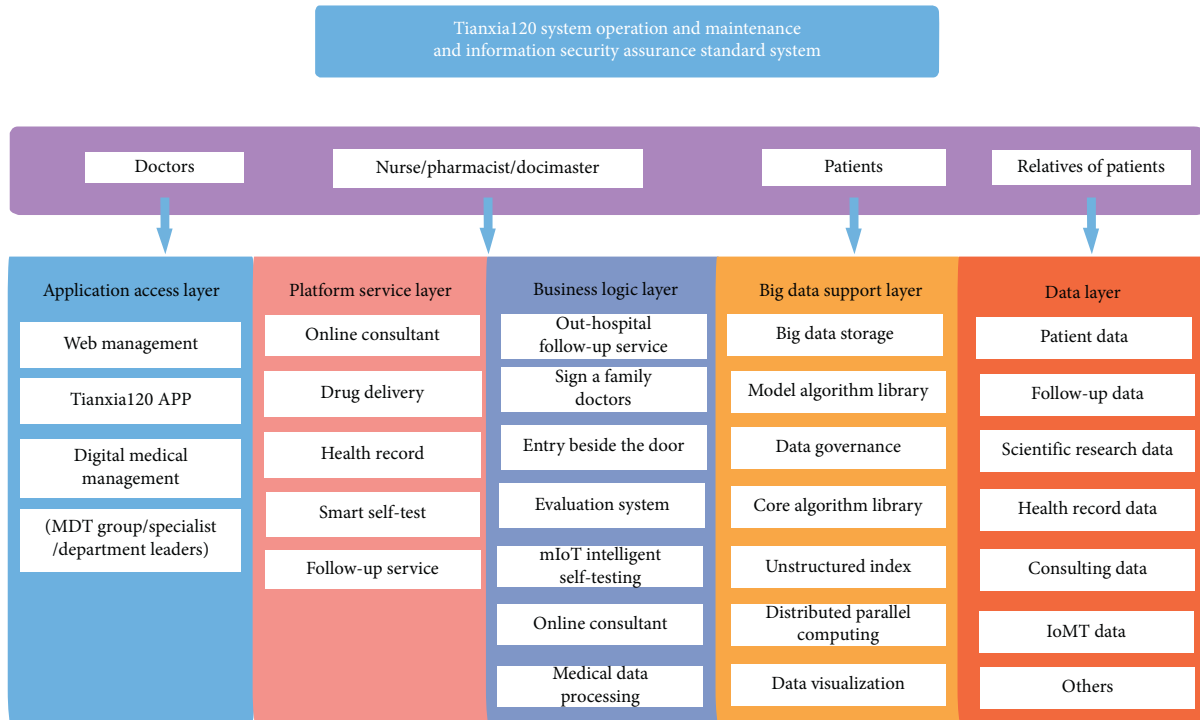 Tianxia120 system operation and maintenance
and information security assurance standard system
Doctors
Nurse/pharmacist/docimaster
Patients
Relatives of patients
Application access layer
Web management
Tianxia120 APP
Digital medical
management
(MDT group/specialist
/department leaders)
Platform service layer
Online consultant
Drug delivery
Health record
Smart self-test
Follow-up service
Business logic layer
Out-hospital
follow-up service
Sign a family
doctors
Entry beside the door
Evaluation system
mIoT intelligent
self-testing
Online consultant
Medical data
processing
Big data support layer
Big data storage
Model algorithm library
Data governance
Core algorithm library
Unstructured index
Distributed parallel
computing
Data visualization
Data layer
Patient data
Follow-up data
Scientific research data
Health record data
Consulting data
IoMT data
Others